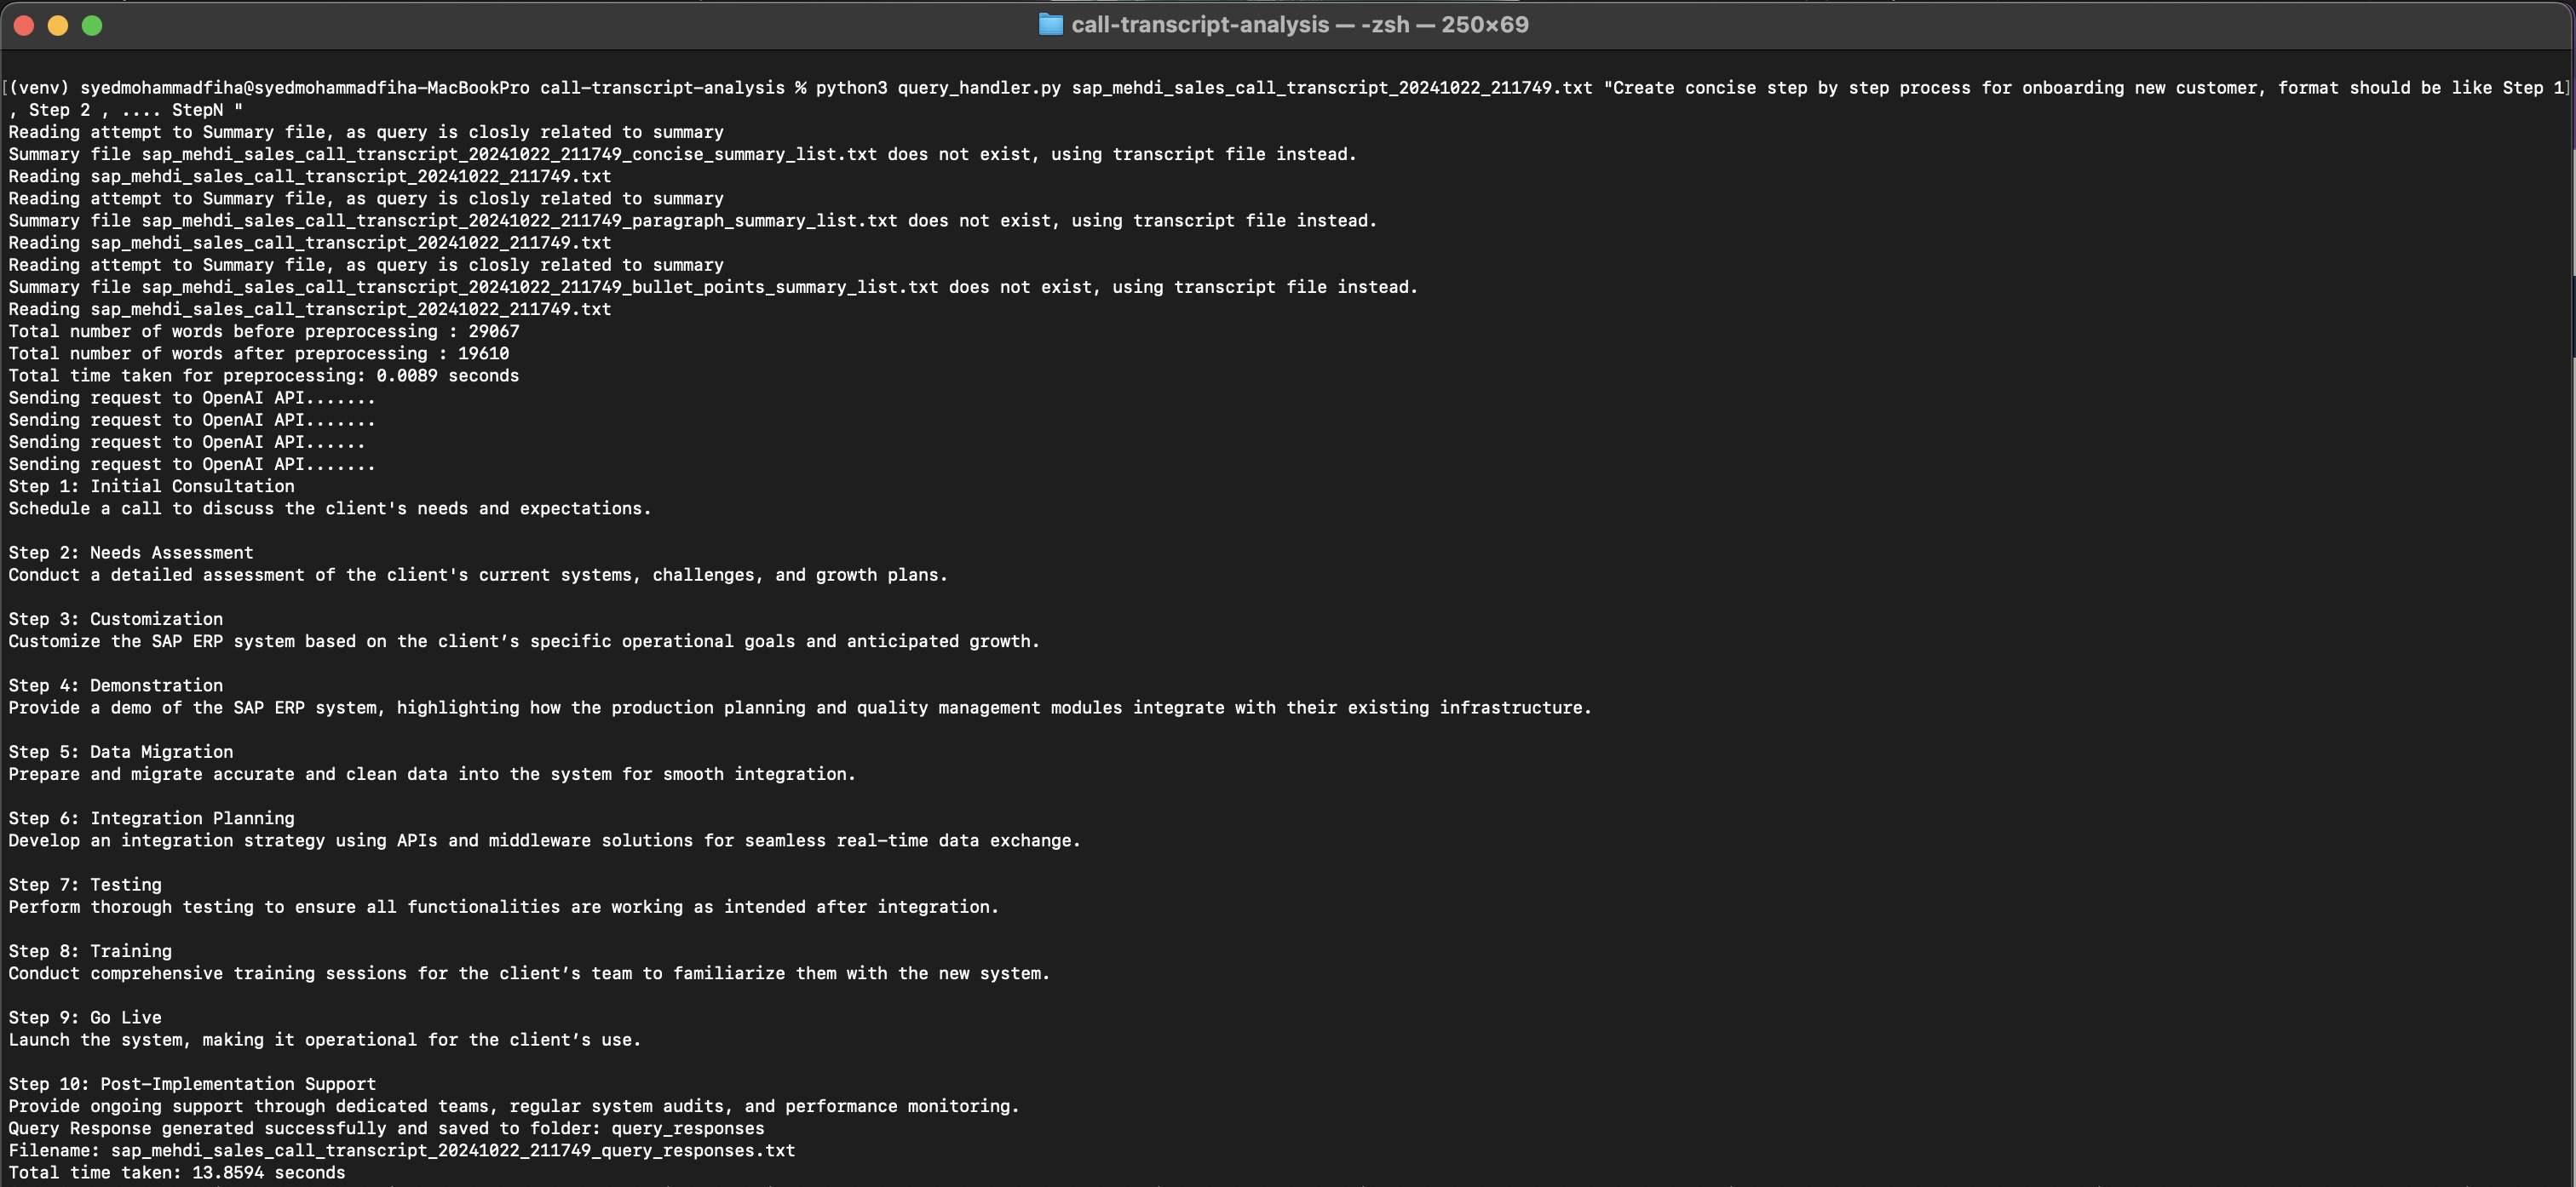 call-transcript-analysis — -zsh — 250×69
[(venv) syedmohammadfiha@syedmohammadfiha-MacBookPro call-transcript-analysis % python3 query_handler.py sap_mehdi_sales_call_transcript_20241022_211749.txt "Create concise step by step process for onboarding new customer, format should be like Step 1]
, Step 2 , .... StepN "
Reading attempt to Summary file, as query is closly related to summary
Summary file sap_mehdi_sales_call_transcript_20241022_211749_concise_summary_list.txt does not exist, using transcript file instead.
Reading sap_mehdi_sales_call_transcript_20241022_211749.txt
Reading attempt to Summary file, as query is closly related to summary
Summary file sap_mehdi_sales_call_transcript_20241022_211749_paragraph_summary_list.txt does not exist, using transcript file instead.
Reading sap_mehdi_sales_call_transcript_20241022_211749.txt
Reading attempt to Summary file, as query is closly related to summary
Summary file sap_mehdi_sales_call_transcript_20241022_211749_bullet_points_summary_list.txt does not exist, using transcript file instead.
Reading sap_mehdi_sales_call_transcript_20241022_211749.txt
Total number of words before preprocessing : 29067
Total number of words after preprocessing : 19610
Total time taken for preprocessing: 0.0089 seconds
Sending request to OpenAI API.......
Sending request to OpenAI API.......
Sending request to OpenAI API......
Sending request to OpenAI API.......
Step 1: Initial Consultation
Schedule a call to discuss the client's needs and expectations.
Step 2: Needs Assessment
Conduct a detailed assessment of the client's current systems, challenges, and growth plans.
Step 3: Customization
Customize the SAP ERP system based on the client’s specific operational goals and anticipated growth.
Step 4: Demonstration
Provide a demo of the SAP ERP system, highlighting how the production planning and quality management modules integrate with their existing infrastructure.
Step 5: Data Migration
Prepare and migrate accurate and clean data into the system for smooth integration.
Step 6: Integration Planning
Develop an integration strategy using APIs and middleware solutions for seamless real-time data exchange.
Step 7: Testing
Perform thorough testing to ensure all functionalities are working as intended after integration.
Step 8: Training
Conduct comprehensive training sessions for the client’s team to familiarize them with the new system.
Step 9: Go Live
Launch the system, making it operational for the client’s use.
Step 10: Post-Implementation Support
Provide ongoing support through dedicated teams, regular system audits, and performance monitoring.
Query Response generated successfully and saved to folder: query_responses
Filename: sap_mehdi_sales_call_transcript_20241022_211749_query_responses.txt
Total time taken: 13.8594 seconds